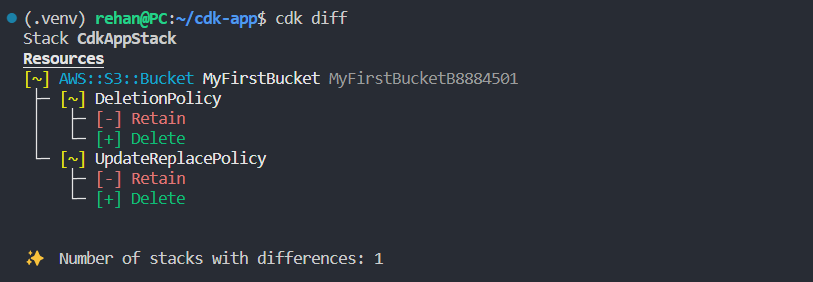 (.venv) rehan@PC:~/cdk-app$ cdk diff
Stack CdkAppStack
Resources
[~] AWS::S3::Bucket MyFirstBucket MyFirstBucketB8884501
├─ [~] DeletionPolicy
│   ├─ [-] Retain
│   └─ [+] Delete
└─ [~] UpdateReplacePolicy
    ├─ [-] Retain
    └─ [+] Delete
✨ Number of stacks with differences: 1